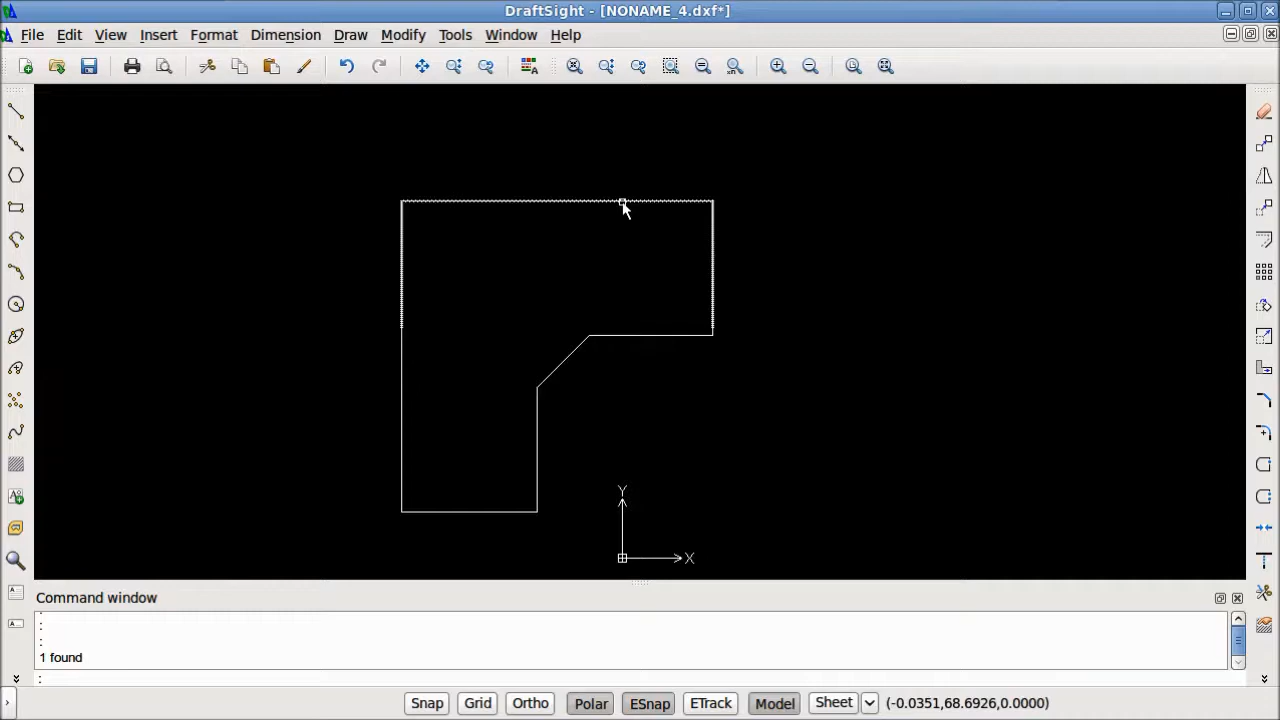 DraftSight - [NONAME_4.dxf*]
File Edit View Insert Format Dimension Draw Modify Tools Window Help
Y
X
Command window
:
:
:
1 found
:
Snap Grid Ortho Polar ESnap ETrack Model Sheet (-0.0351,68.6926,0.0000)